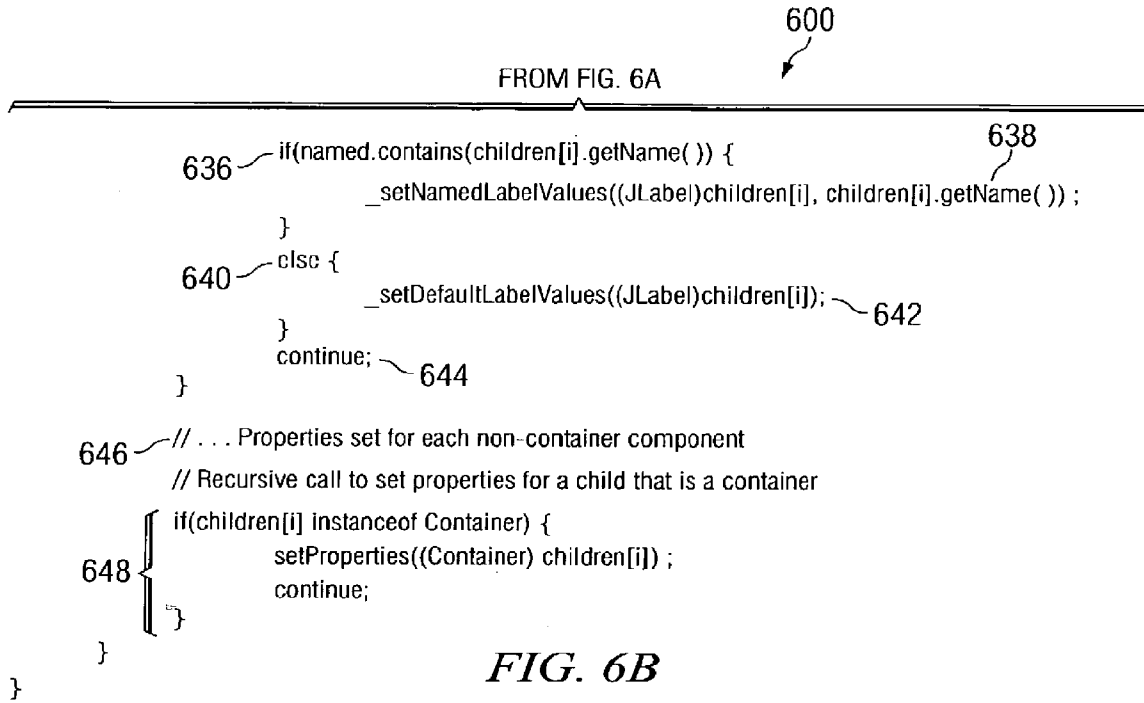 600
FROM FIG. 6A
636 if(named.contains(children[i].getName( )) {
638
_setNamedLabelValues((JLabel)children[i], children[i].getName( )) ;
}
640 else {
_setDefaultLabelValues((JLabel)children[i]); 642
}
continue; 644
}
646 // . . . Properties set for each non-container component
// Recursive call to set properties for a child that is a container
648 if(children[i] instanceof Container) {
setProperties((Container) children[i]) ;
continue;
}
}
FIG. 6B
}